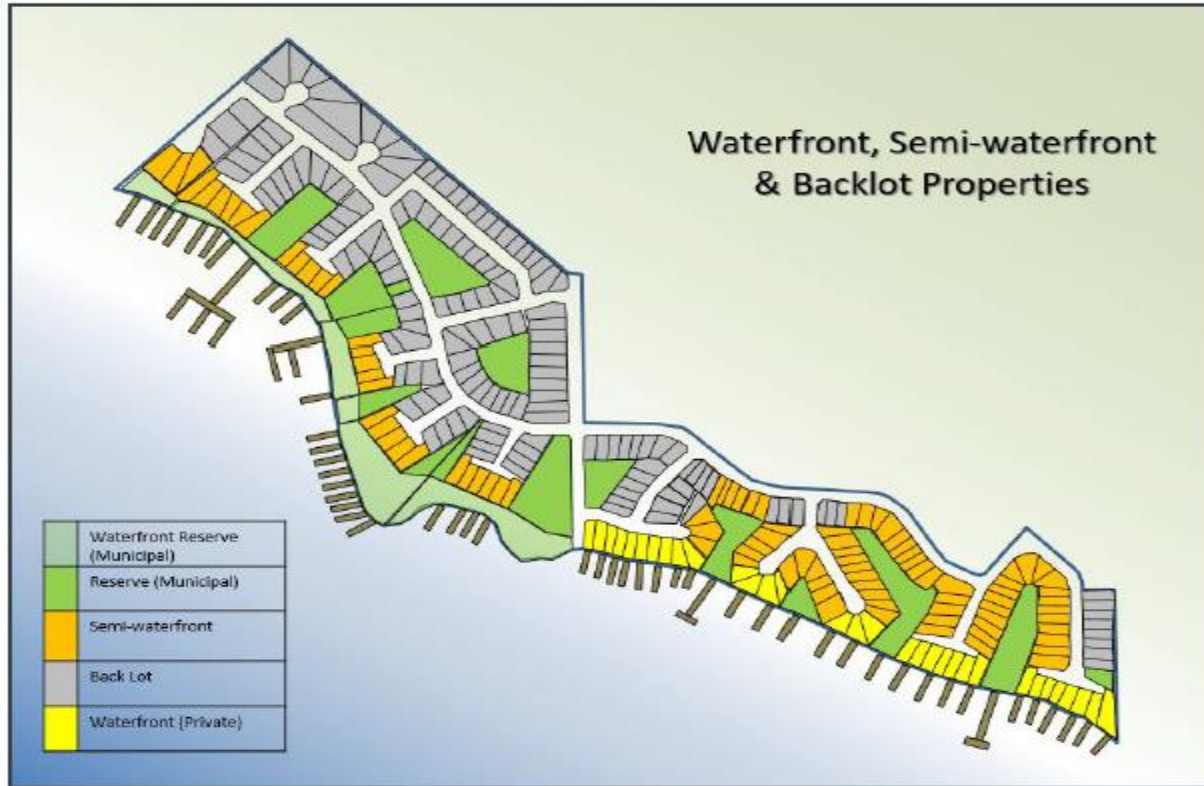 Waterfront, Semi-waterfront
& Backlot Properties
Waterfront Reserve
(Municipal)
Reserve (Municipal)
Semi-waterfront
Back Lot
Waterfront (Private)